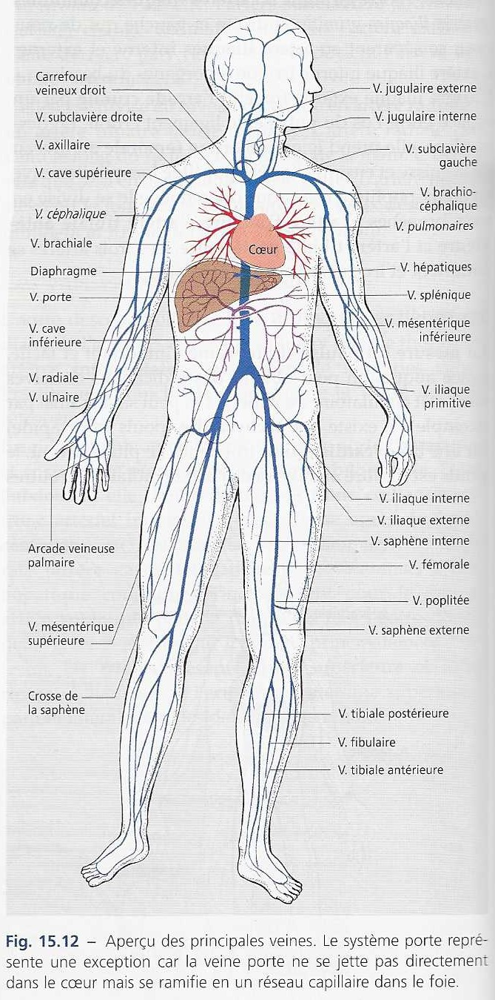 Carrefour
veineux droit
V. subclavière droite
V. axillaire
V. cave supérieure
V. céphalique
V. brachiale
Diaphragme
V. porte
V. cave
inférieure
V. radiale
V. ulnaire
Arcade veineuse
palmaire
V. mésentérique
supérieure
Crosse de
la saphène
Cœur
V. jugulaire externe
V. jugulaire interne
V. subclavière
gauche
V. brachio-
céphalique
V. pulmonaires
V. hépatiques
V. splénique
V. mésentérique
inférieure
V. iliaque
primitive
V. iliaque interne
V. iliaque externe
V. saphène interne
V. fémorale
V. poplitée
V. saphène externe
V. tibiale postérieure
V. fibulaire
V. tibiale antérieure
Fig. 15.12 – Aperçu des principales veines. Le système porte repré-
sente une exception car la veine porte ne se jette pas directement
dans le cœur mais se ramifie en un réseau capillaire dans le foie.